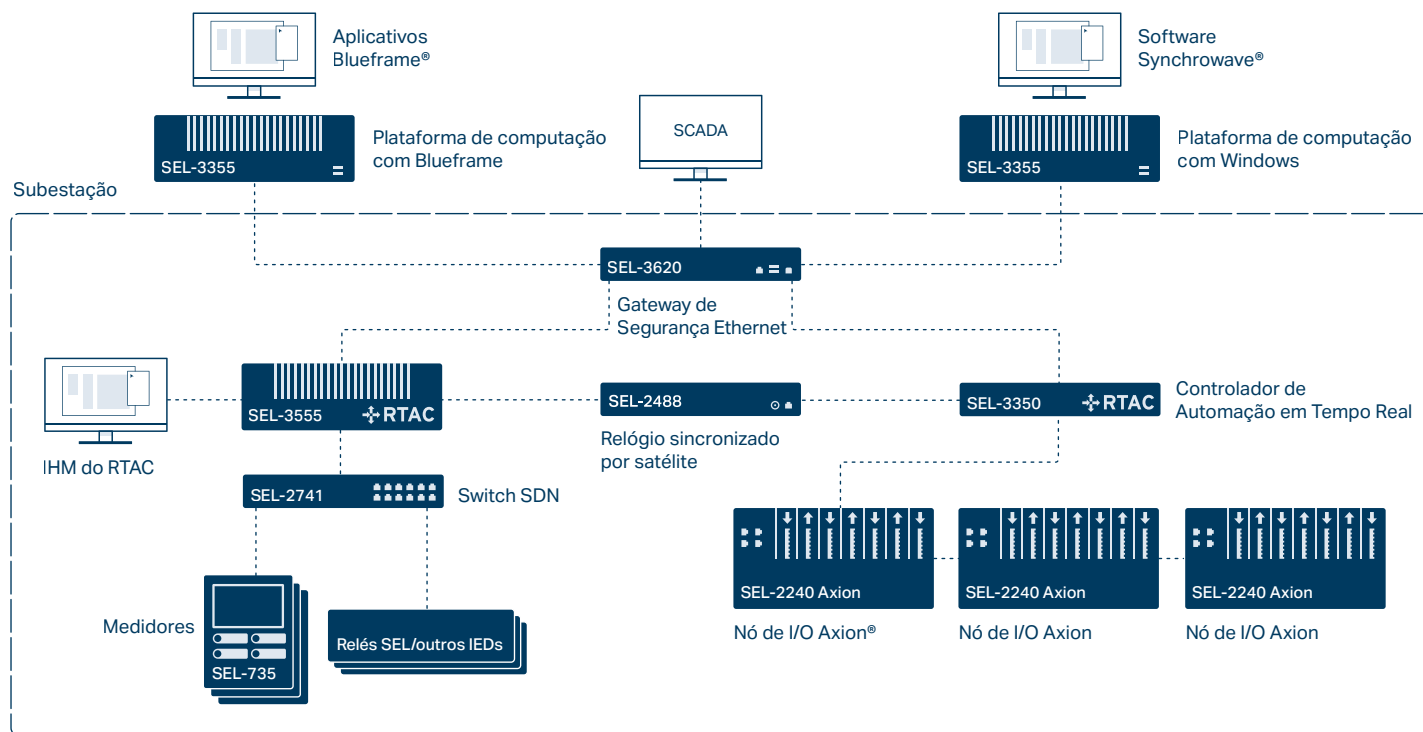 Aplicativos
Blueframe®
Software
Synchrowave®
SCADA
SEL-3355
Plataforma de computação
com Blueframe
SEL-3355
Plataforma de computação
com Windows
Subestação
SEL-3620
Gateway de
Segurança Ethernet
IHM do RTAC
SEL-3555
RTAC
SEL-2488
Relógio sincronizado
por satélite
SEL-3350
RTAC
Controlador de
Automação em Tempo Real
SEL-2741
Switch SDN
Medidores
SEL-735
Relés SEL/outros IEDs
SEL-2240 Axion
Nó de I/O Axion®
SEL-2240 Axion
Nó de I/O Axion
SEL-2240 Axion
Nó de I/O Axion